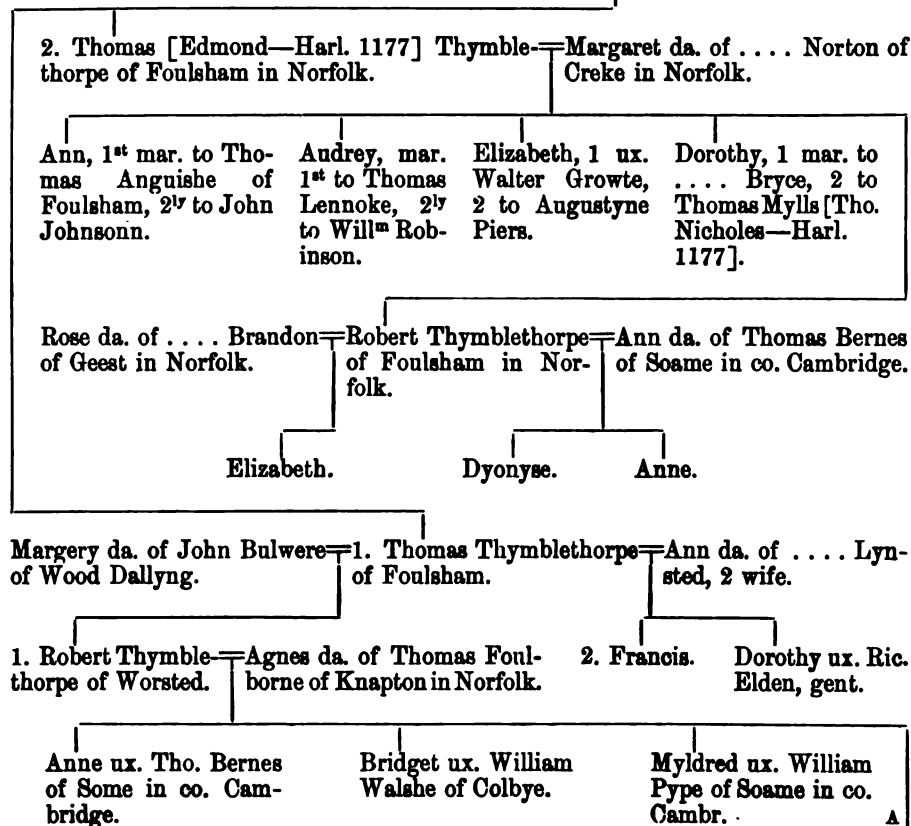 2. Thomas [Edmond—Harl. 1177] Thymble-
thorpe of Foulsham in Norfolk.
Margaret da. of .... Norton of
Creke in Norfolk.
Ann, 1st mar. to Tho-
mas Anguishe of
Foulsham, 2ly to John
Johnsonn.
Audrey, mar.
1st to Thomas
Lennoke, 2ly
to Willm Rob-
inson.
Elizabeth, 1 ux.
Walter Growte,
2 to Augustyne
Piers.
Dorothy, 1 mar. to
.... Bryce, 2 to
Thomas Mylls [Tho.
Nicholes—Harl.
1177].
Rose da. of .... Brandon
of Geest in Norfolk.
Robert Thymblethorpe
of Foulsham in Nor-
folk.
Ann da. of Thomas Bernes
of Soame in co. Cambridge.
Elizabeth.
Dyonyse.
Anne.
Margery da. of John Bulwere
of Wood Dallyng.
1. Thomas Thymblethorpe
of Foulsham.
Ann da. of .... Lyn-
sted, 2 wife.
1. Robert Thymble-
thorpe of Worsted.
Agnes da. of Thomas Foul-
borne of Knapton in Norfolk.
2. Francis.
Dorothy ux. Ric.
Elden, gent.
Anne ux. Tho. Bernes
of Some in co. Cam-
bridge.
Bridget ux. William
Walshe of Colbye.
Myldred ux. William
Pype of Soame in co.
Cambr.
A